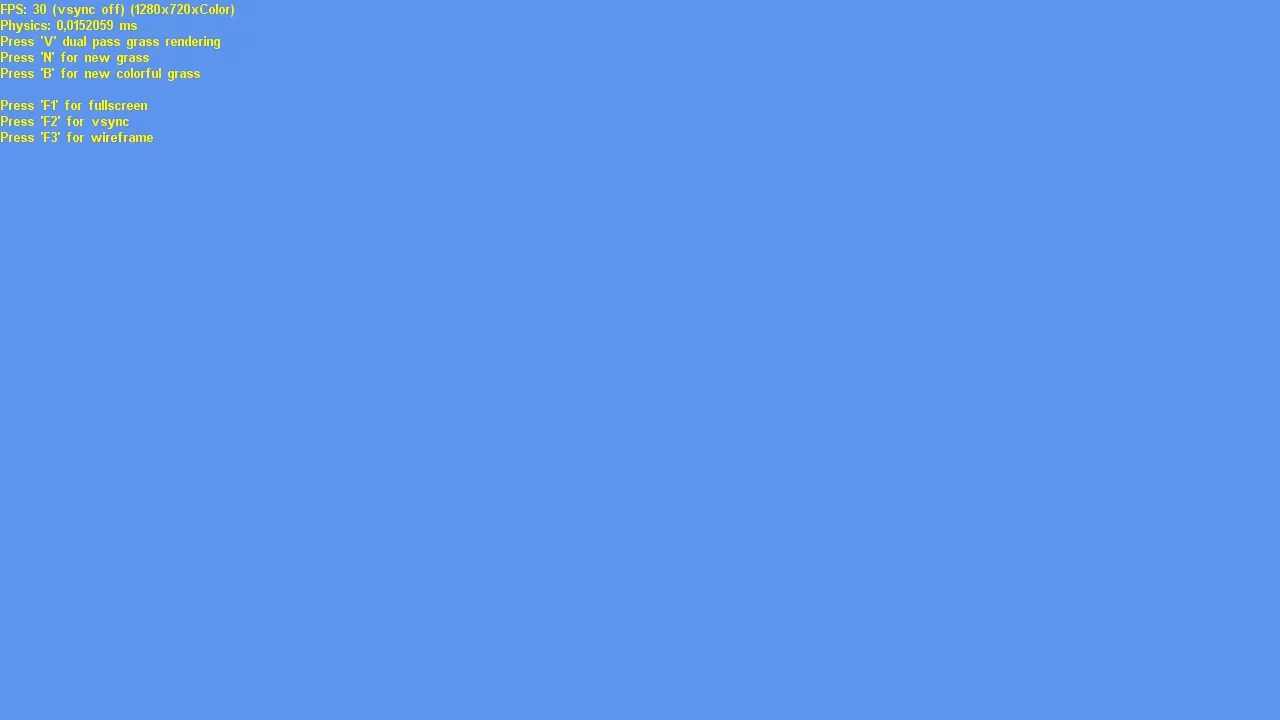 FPS: 30 (vsync off) (1280x720xColor)
Physics: 0,0152059 ms
Press 'V' dual pass grass rendering
Press 'N' for new grass
Press 'B' for new colorful grass
Press 'F1' for fullscreen
Press 'F2' for vsync
Press 'F3' for wireframe